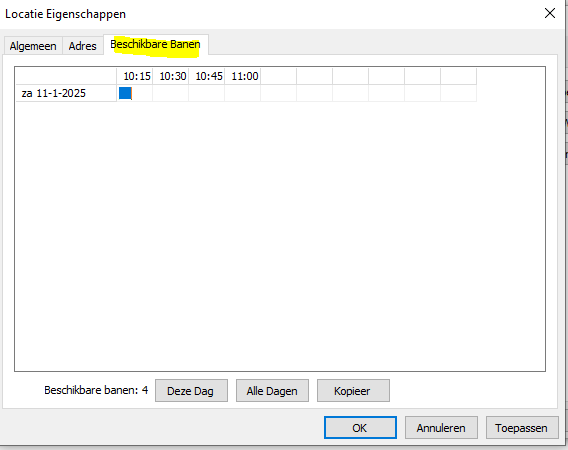 Locatie Eigenschappen
Algemeen Adres Beschikbare Banen
10:15 10:30 10:45 11:00
za 11-1-2025
Beschikbare banen: 4 Deze Dag Alle Dagen Kopieer
OK Annuleren Toepassen